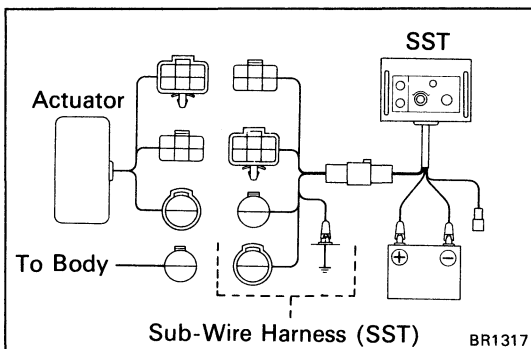 SST
Actuator
To Body
+ -
Sub-Wire Harness (SST)
BR1317